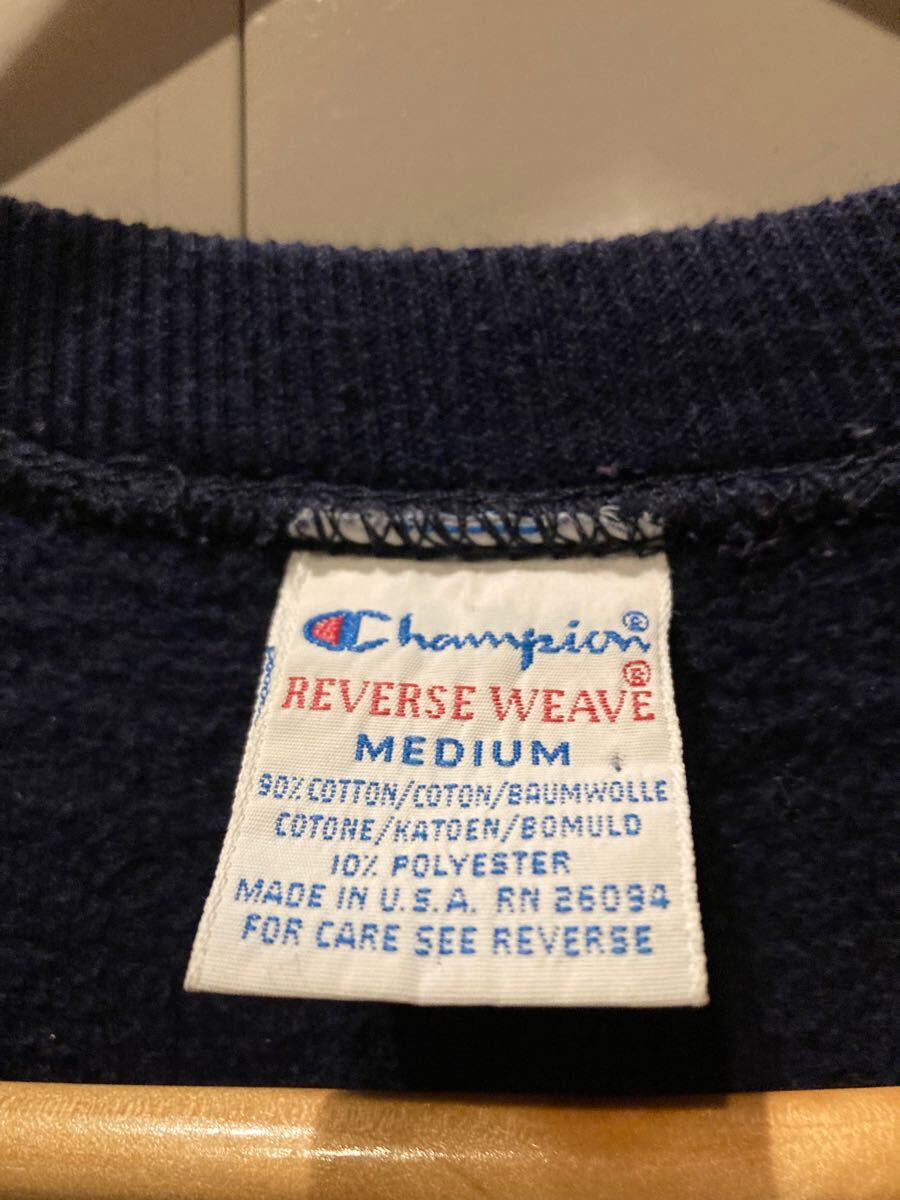 Champion®
REVERSE WEAVE®
MEDIUM
90% COTTON/COTON/BAUMWOLLE
COTONE/KATOEN/BOMULD
10% POLYESTER
MADE IN U.S.A. RN 26094
FOR CARE SEE REVERSE